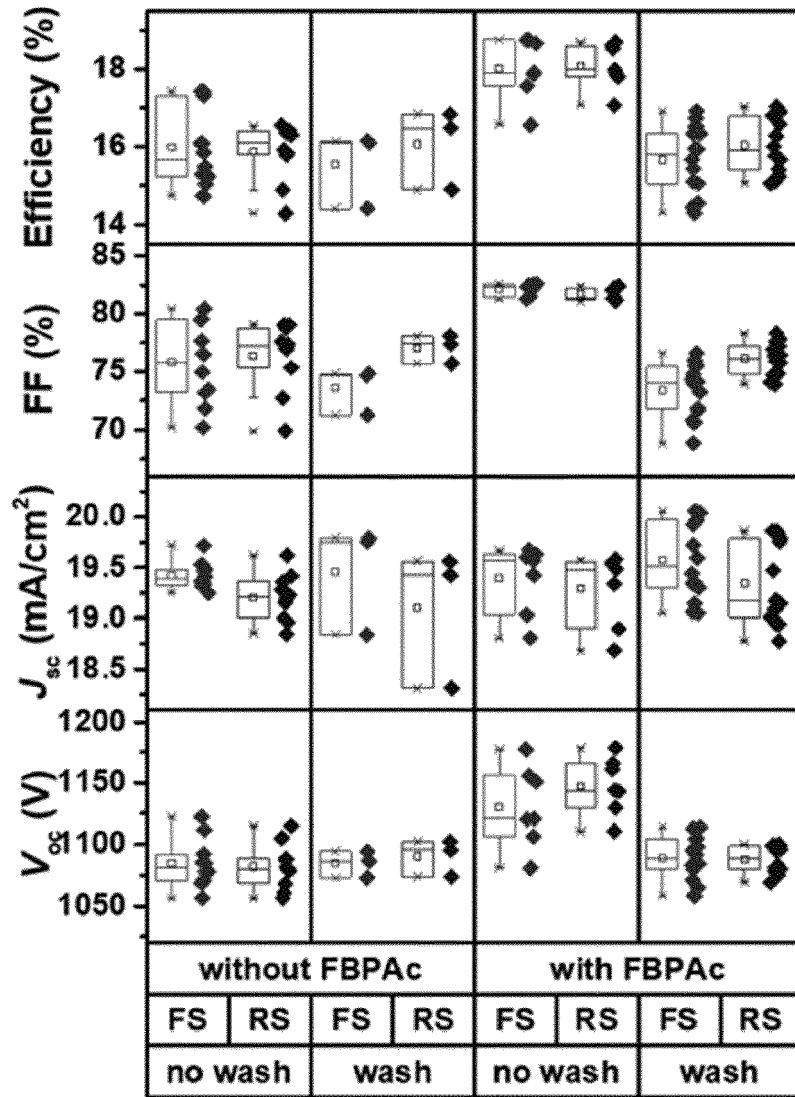 Efficiency (%)
18
16
14
FF (%)
85
80
75
70
Jsc (mA/cm²)
20.0
19.5
19.0
18.5
Voc (V)
1200
1150
1100
1050
without FBPAc with FBPAc
FS RS FS RS FS RS FS RS
no wash wash no wash wash